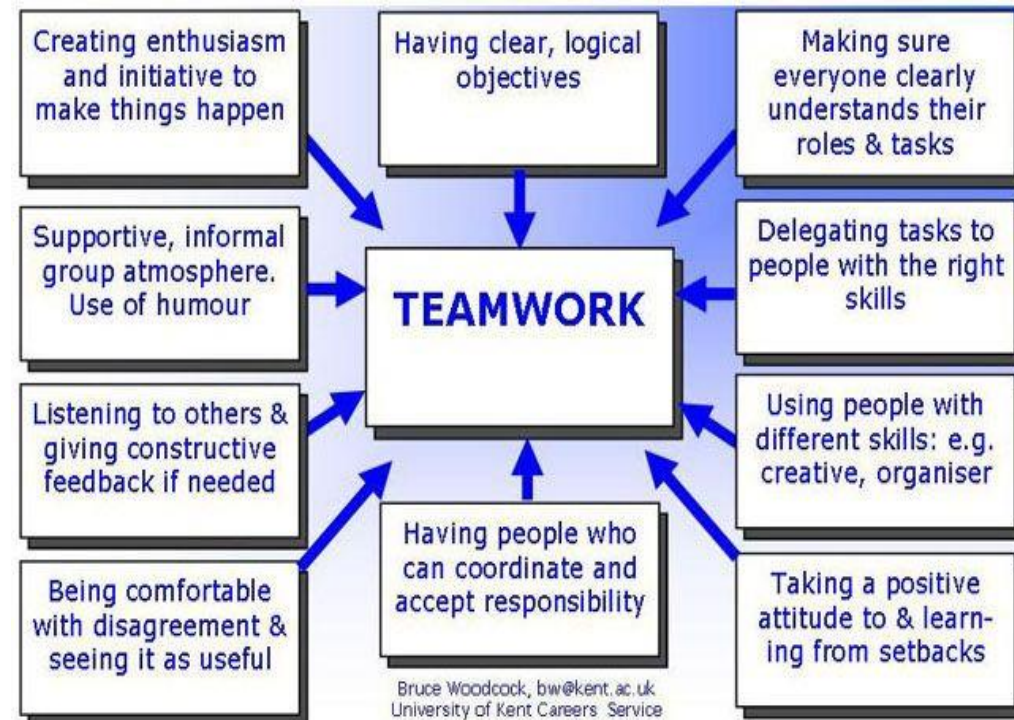 Creating enthusiasm
and initiative to
make things happen
Having clear, logical
objectives
Making sure
everyone clearly
understands their
roles & tasks
Supportive, informal
group atmosphere.
Use of humour
TEAMWORK
Delegating tasks to
people with the right
skills
Listening to others &
giving constructive
feedback if needed
Using people with
different skills: e.g.
creative, organiser
Being comfortable
with disagreement &
seeing it as useful
Having people who
can coordinate and
accept responsibility
Taking a positive
attitude to & learn-
ing from setbacks
Bruce Woodcock, bw@kent.ac.uk
University of Kent Careers Service